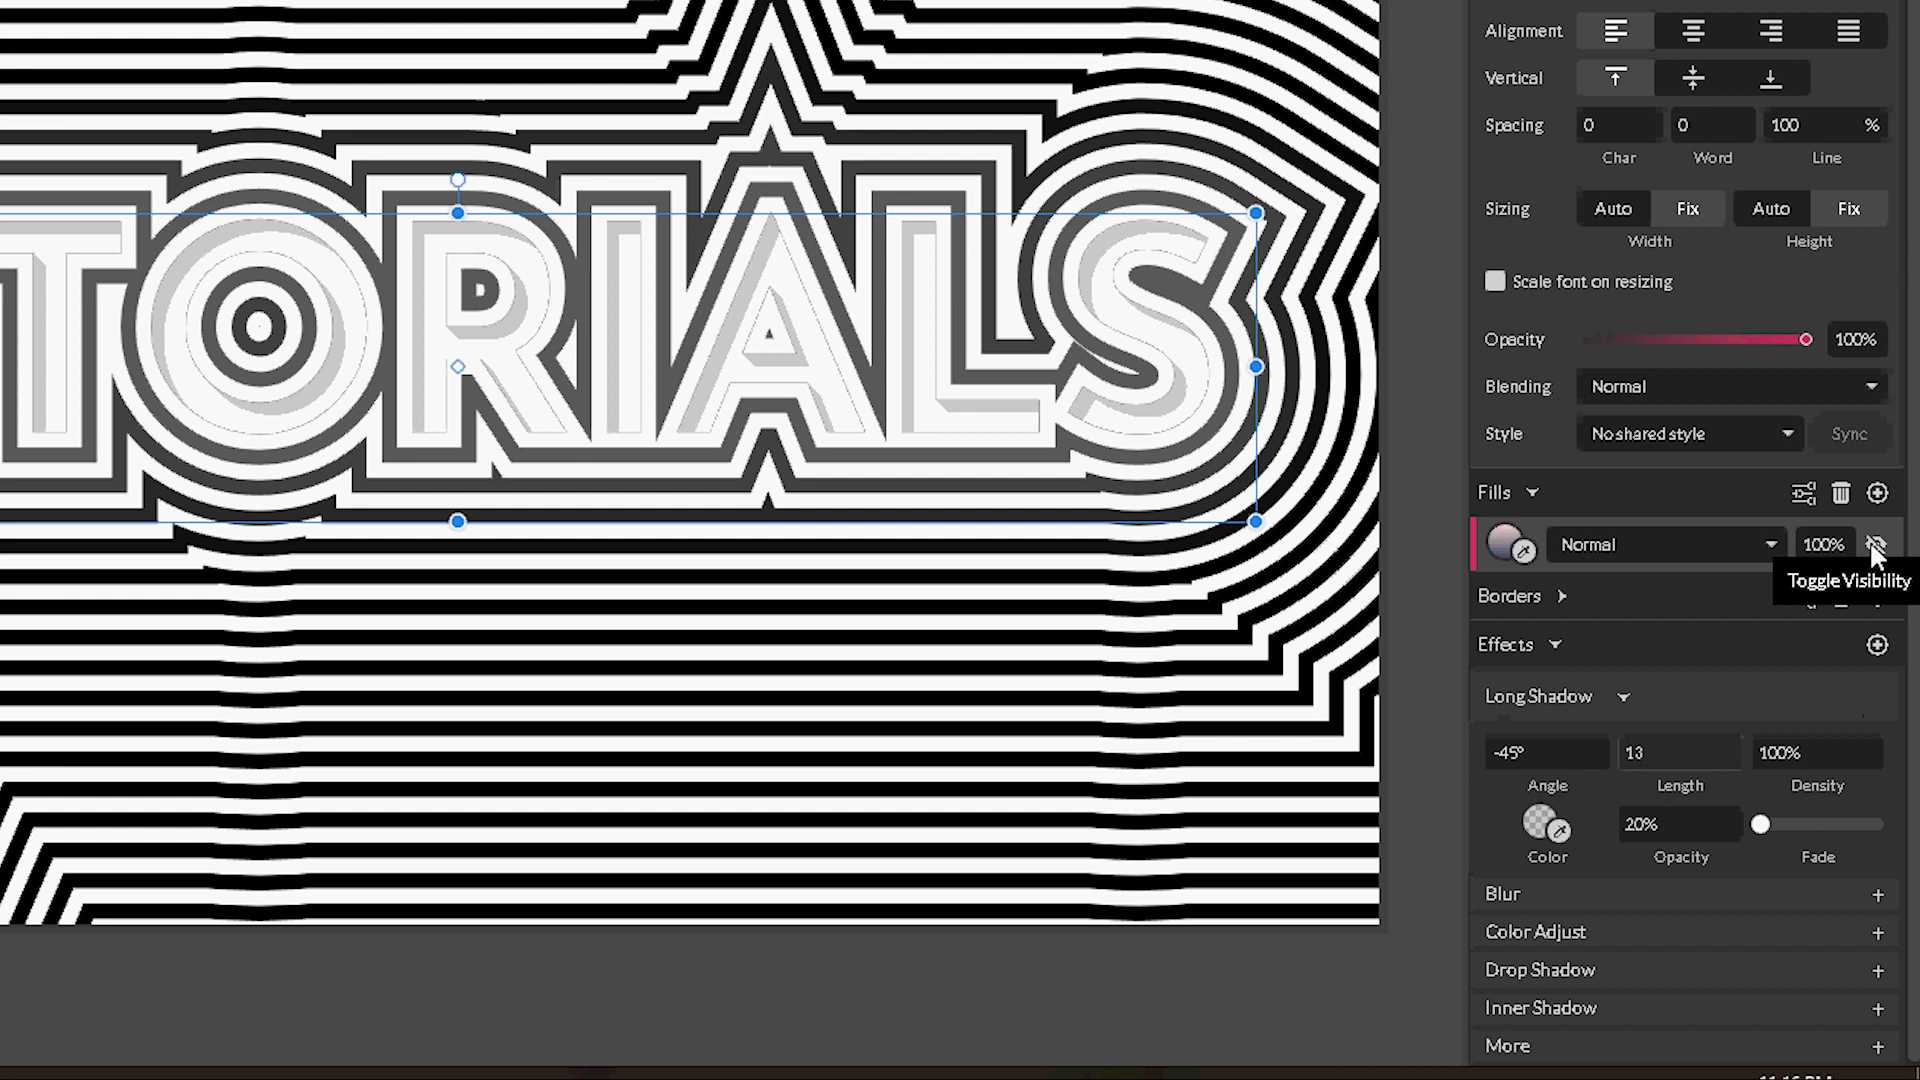 TORIALS
Alignment
Vertical
Spacing 0 0 100 %
Char Word Line
Sizing Auto Fix Auto Fix
Width Height
Scale font on resizing
Opacity 100%
Blending Normal
Style No shared style Sync
Fills
Normal 100%
Toggle Visibility
Borders
Effects
Long Shadow
-45° 13 100%
Angle Length Density
20%
Color Opacity Fade
Blur +
Color Adjust +
Drop Shadow +
Inner Shadow +
More +